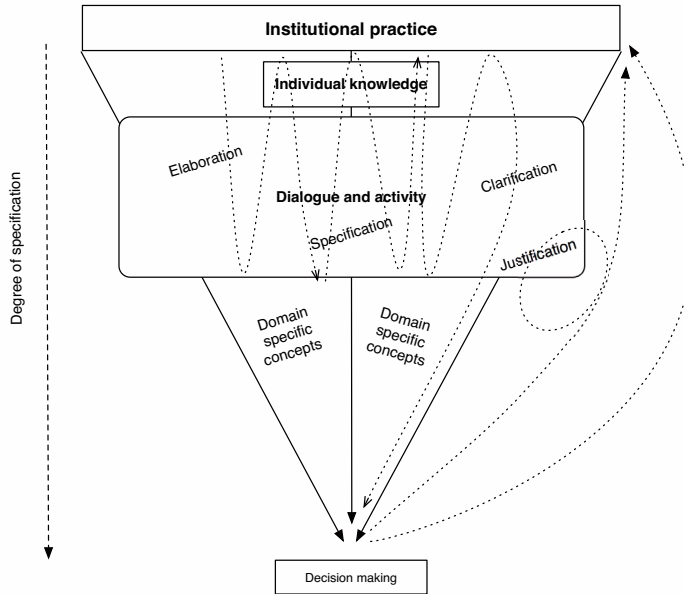 Institutional practice
Individual knowledge
Elaboration
Clarification
Dialogue and activity
Specification
Justification
Degree of specification
Domain
specific
concepts
Domain
specific
concepts
Decision making